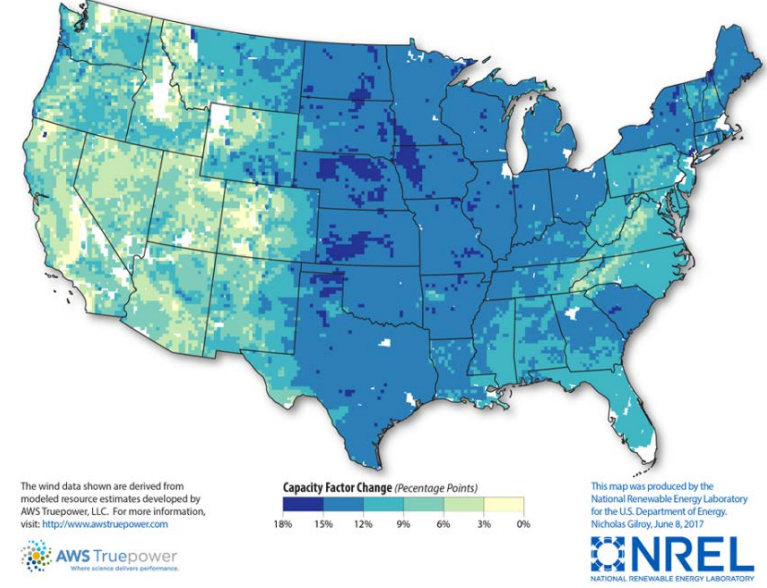 The wind data shown are derived from
modeled resource estimates developed by
AWS Truepower, LLC. For more information,
visit: http://www.awstruepower.com
AWS Truepower
Where science delivers performance.
Capacity Factor Change (Percentage Points)
18% 15% 12% 9% 6% 3% 0%
This map was produced by the
National Renewable Energy Laboratory
for the U.S. Department of Energy.
Nicholas Gilroy, June 8, 2017
NREL
NATIONAL RENEWABLE ENERGY LABORATORY